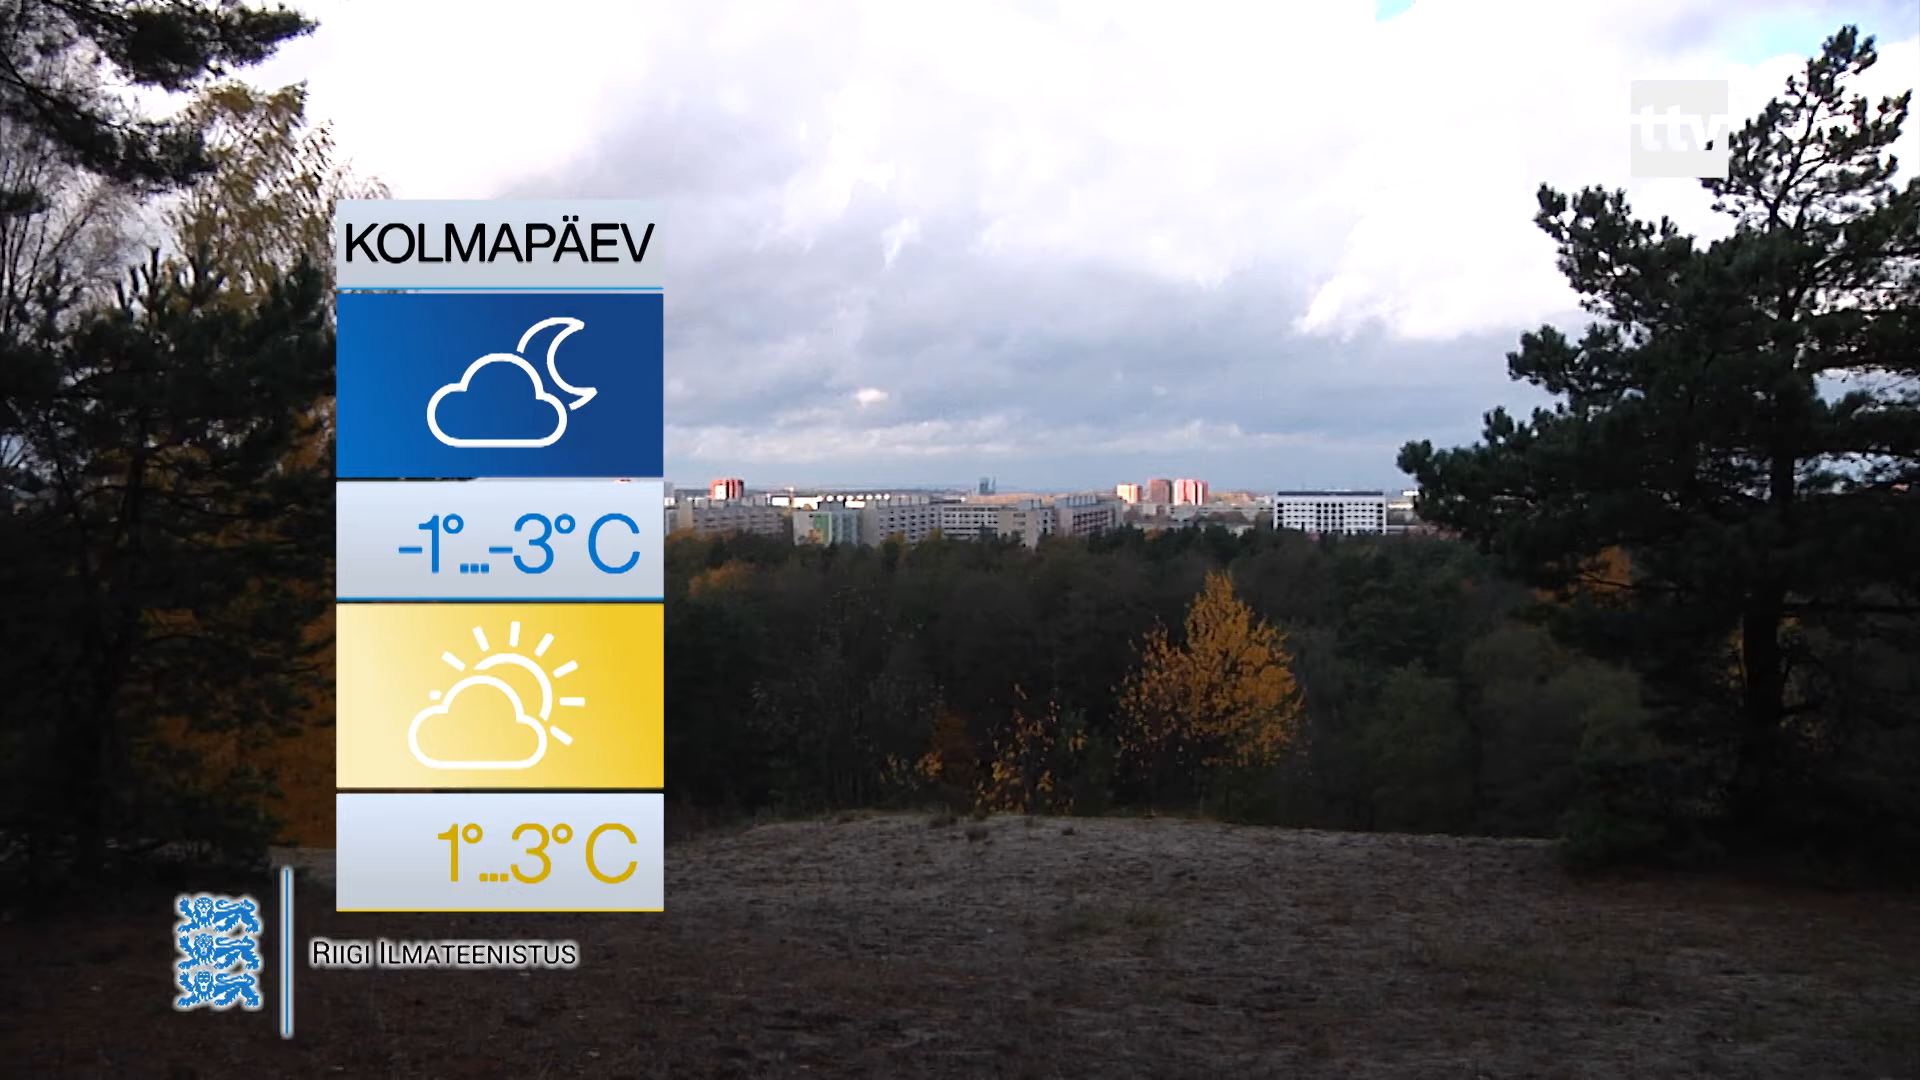 ttv
KOLMAPÄEV
-1°...-3° C
1°...3° C
RIIGI ILMATEENISTUS